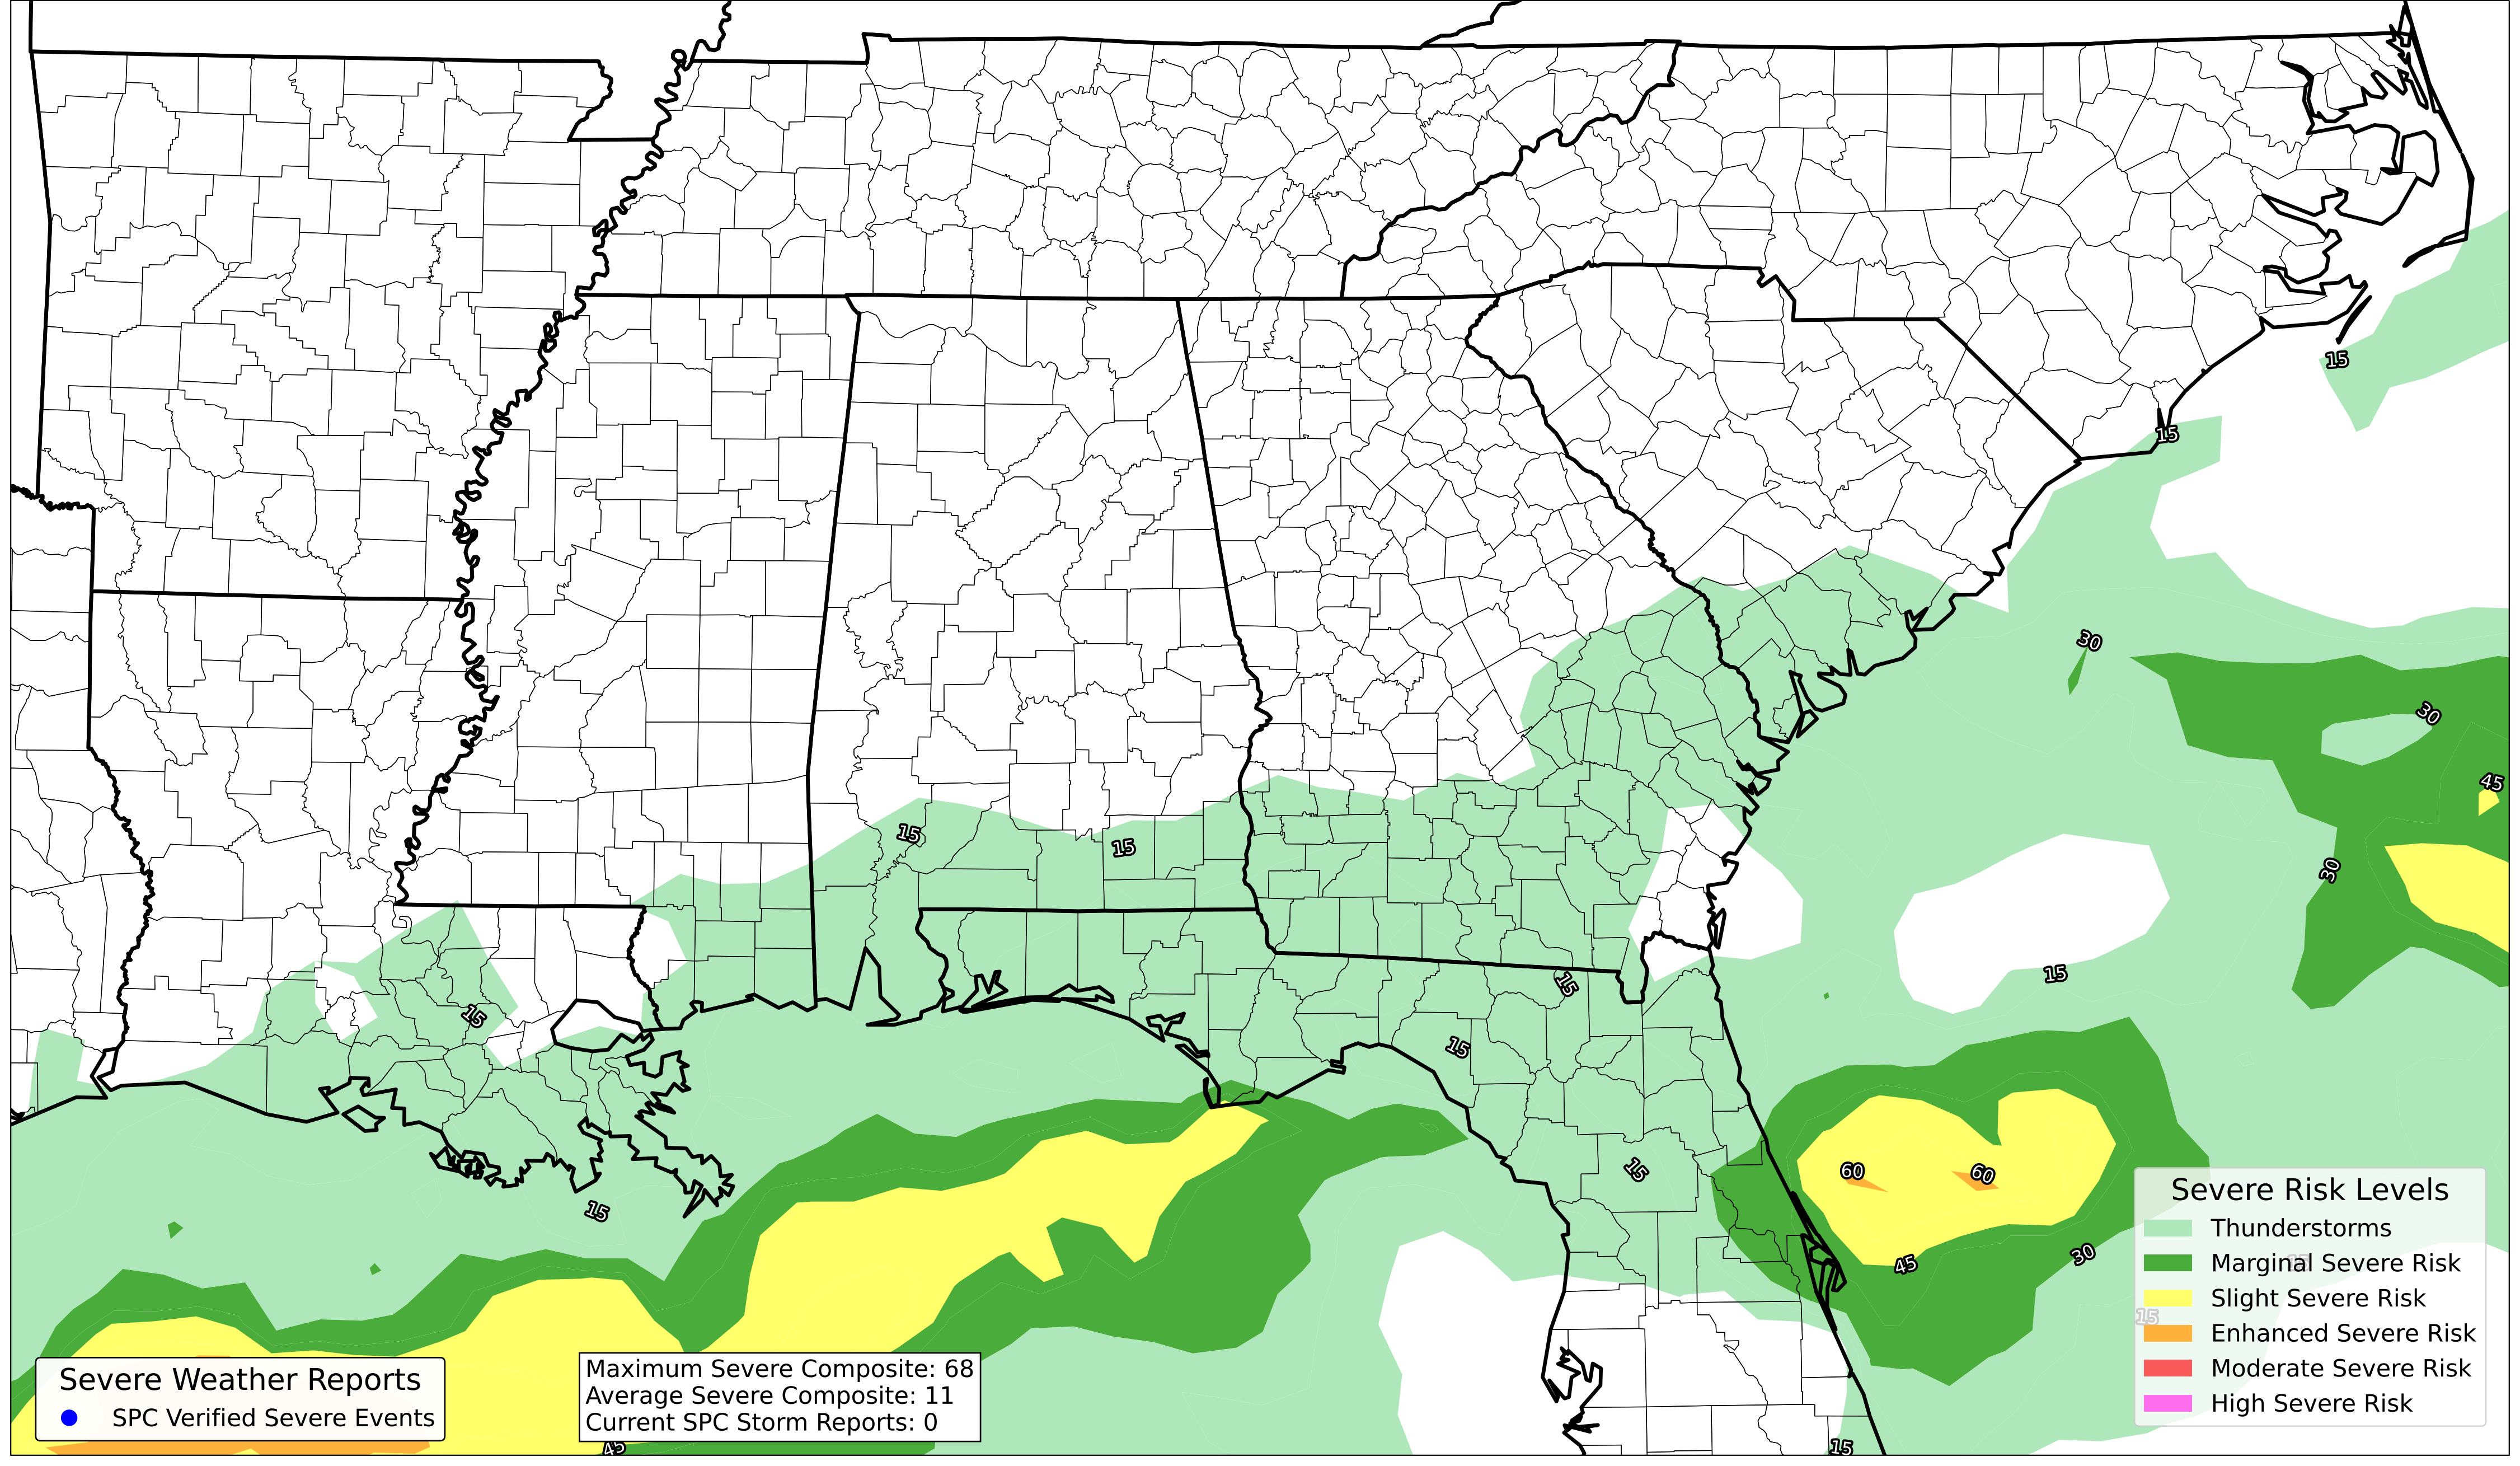 15
15
30
30
45
15
15
30
15
15
15
15
15
60
60
15
45
30
15
15
45
15
Severe Weather Reports
SPC Verified Severe Events
Maximum Severe Composite: 68
Average Severe Composite: 11
Current SPC Storm Reports: 0
Severe Risk Levels
Thunderstorms
Marginal Severe Risk
Slight Severe Risk
Enhanced Severe Risk
Moderate Severe Risk
High Severe Risk